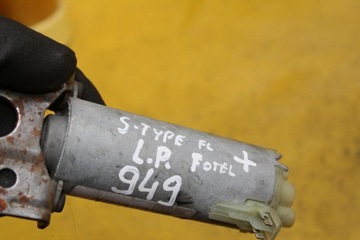 S-TYPE FL
L.P. FOTEL +
949